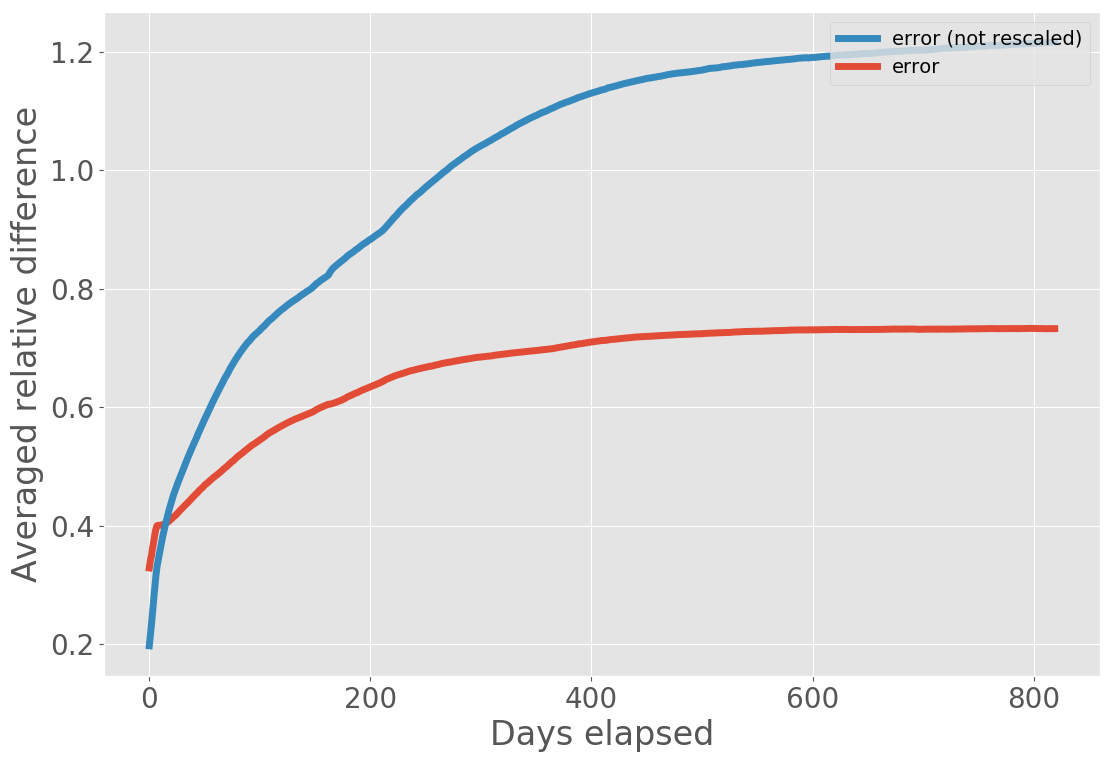 error (not rescaled)
error
Averaged relative difference
1.2
1.0
0.8
0.6
0.4
0.2
0 200 400 600 800
Days elapsed